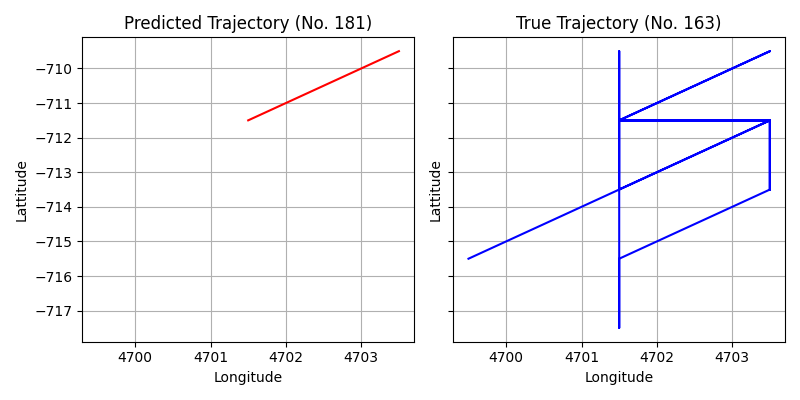 Predicted Trajectory (No. 181)
True Trajectory (No. 163)
−710
−711
−712
−713
−714
−715
−716
−717
Lattitude
Lattitude
4700
4701
4702
4703
4700
4701
4702
4703
Longitude
Longitude